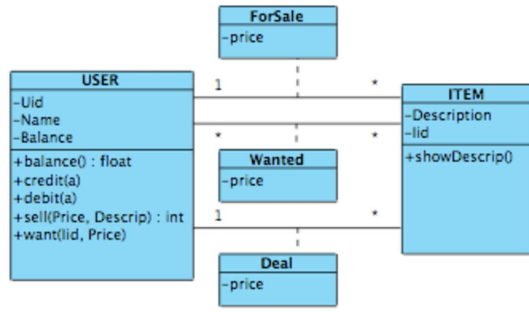 ForSale
-price
USER
-Uid
-Name
-Balance
+balance() : float
+credit(a)
+debit(a)
+sell(Price, Descrip) : int
+want(Iid, Price)
1
*
*
*
1
*
Wanted
-price
Deal
-price
ITEM
-Description
-Iid
+showDescrip()